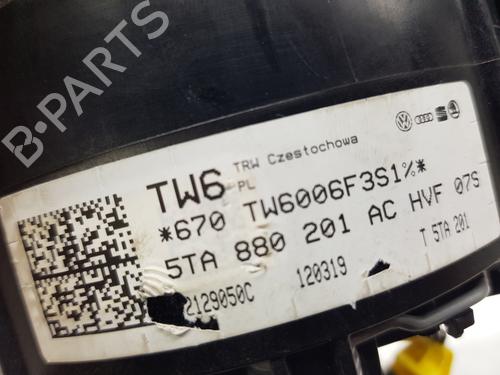 B-PARTS
TRW Czestochowa
TW6 PL
*670 TW6006F3S1%*
5TA 880 201 AC HVF 07S
2129050C 120319 T 5TA 201